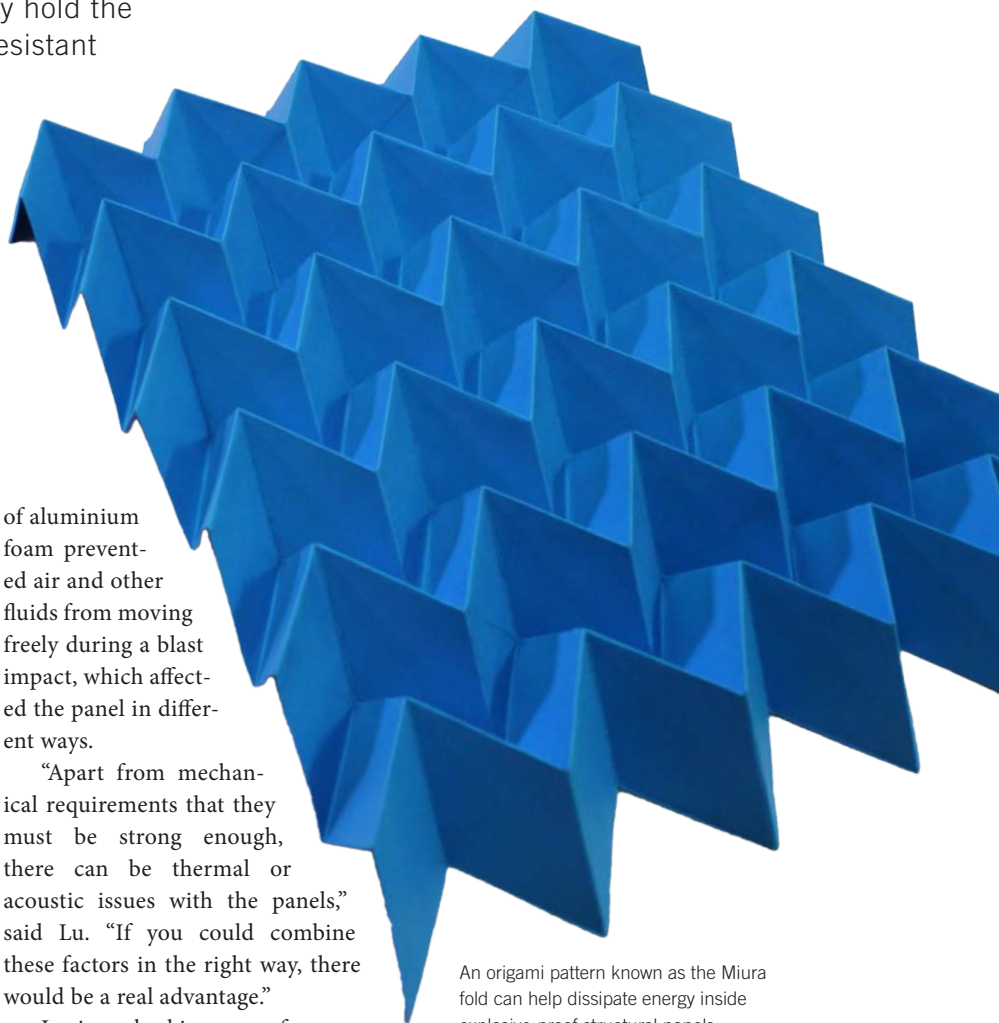 y hold the
esistant
of aluminium
foam prevent-
ed air and other
fluids from moving
freely during a blast
impact, which affect-
ed the panel in differ-
ent ways.
“Apart from mechan-
ical requirements that they
must be strong enough,
there can be thermal or
acoustic issues with the panels,”
said Lu. “If you could combine
these factors in the right way, there
would be a real advantage.”
An origami pattern known as the Miura
fold can help dissipate energy inside